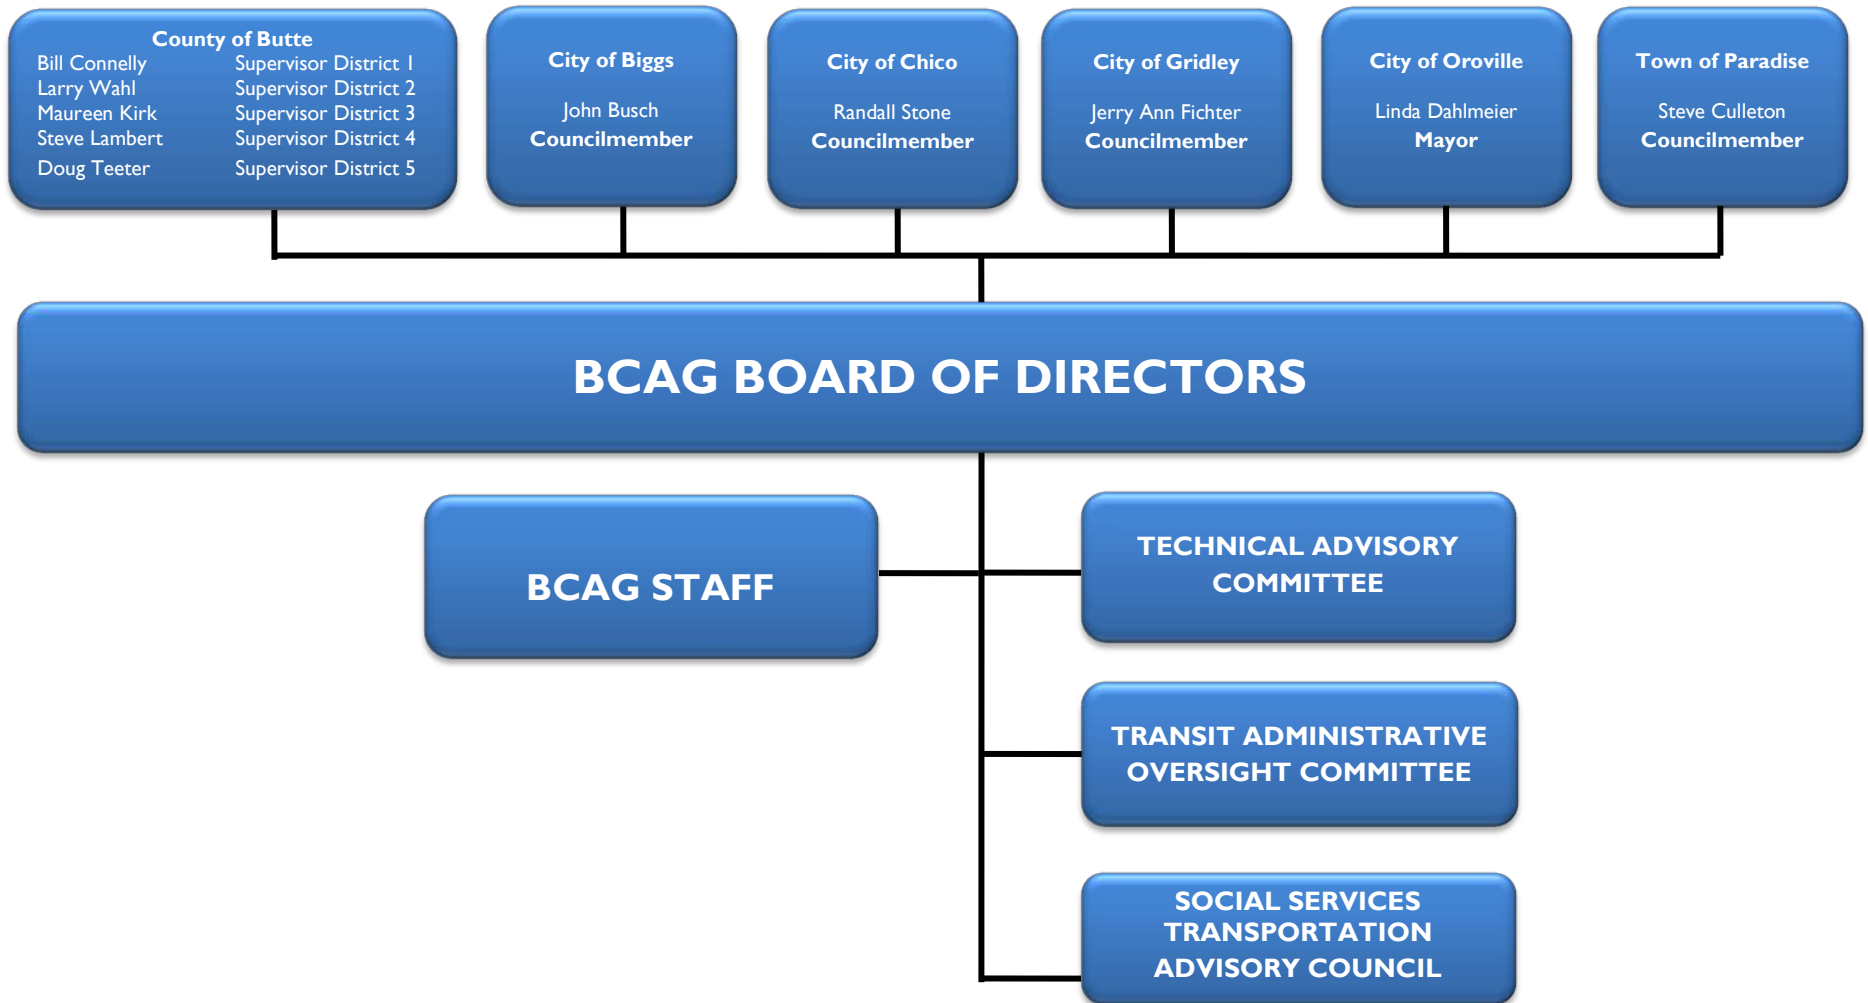 County of Butte
Bill Connelly Supervisor District 1
Larry Wahl Supervisor District 2
Maureen Kirk Supervisor District 3
Steve Lambert Supervisor District 4
Doug Teeter Supervisor District 5
City of Biggs
John Busch
Councilmember
City of Chico
Randall Stone
Councilmember
City of Gridley
Jerry Ann Fichter
Councilmember
City of Oroville
Linda Dahlmeier
Mayor
Town of Paradise
Steve Culleton
Councilmember
BCAG BOARD OF DIRECTORS
BCAG STAFF
TECHNICAL ADVISORY
COMMITTEE
TRANSIT ADMINISTRATIVE
OVERSIGHT COMMITTEE
SOCIAL SERVICES
TRANSPORTATION
ADVISORY COUNCIL